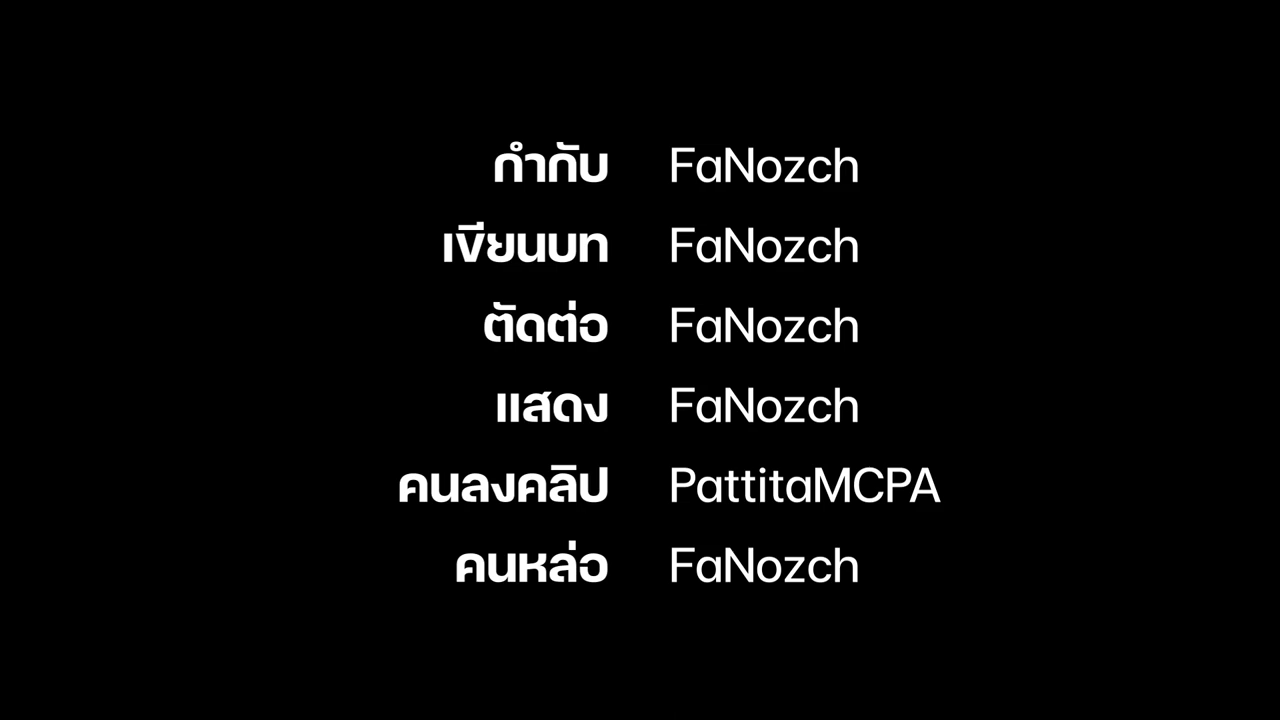 กำกับ FaNozch
เขียนบท FaNozch
ตัดต่อ FaNozch
แสดง FaNozch
คนลงคลิป PattitaMCPA
คนหล่อ FaNozch